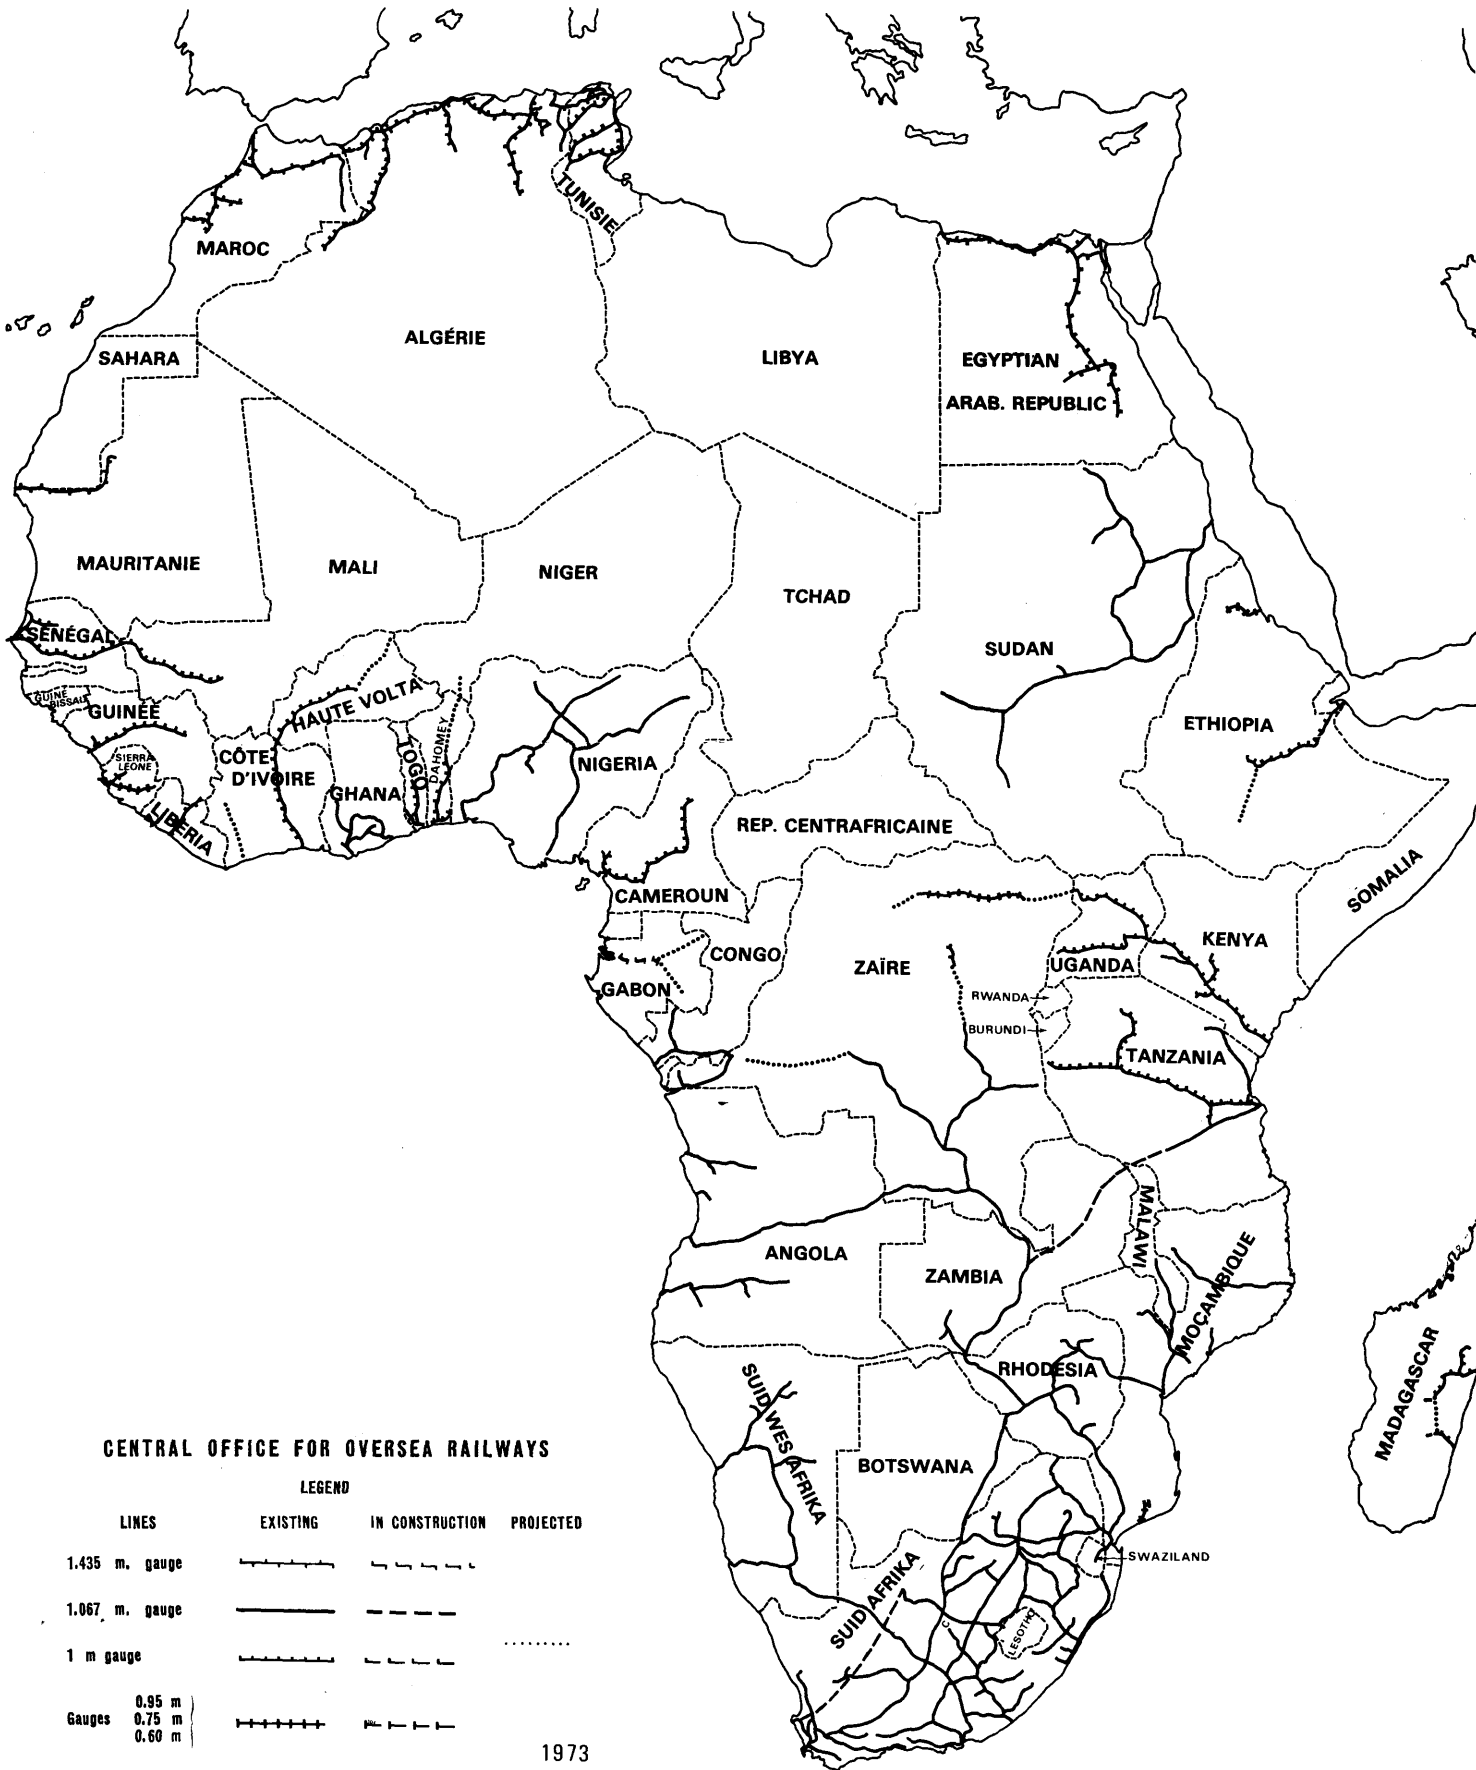 TUNISIE
MAROC
ALGÉRIE
LIBYA
EGYPTIAN
ARAB. REPUBLIC
SAHARA
MAURITANIE
MALI
NIGER
TCHAD
SUDAN
SÉNÉGAL
GUINÉ
BISSAU
GUINÉE
HAUTE VOLTA
ETHIOPIA
SIERRA
LEONE
CÔTE
D'IVOIRE
GHANA
TOGO
DAHOMEY
NIGERIA
LIBERIA
REP. CENTRAFRICAINE
CAMEROUN
SOMALIA
CONGO
ZAÏRE
UGANDA
KENYA
GABON
RWANDA
BURUNDI
TANZANIA
MALAWI
ANGOLA
ZAMBIA
MOÇAMBIQUE
RHODESIA
MADAGASCAR
SUID WES AFRIKA
BOTSWANA
SWAZILAND
SUID AFRIKA
LESOTHO
C
CENTRAL OFFICE FOR OVERSEA RAILWAYS
LEGEND
LINES EXISTING IN CONSTRUCTION PROJECTED
1.435 m. gauge
1.067 m. gauge
1 m gauge
0.95 m
Gauges 0.75 m
0.60 m
1973